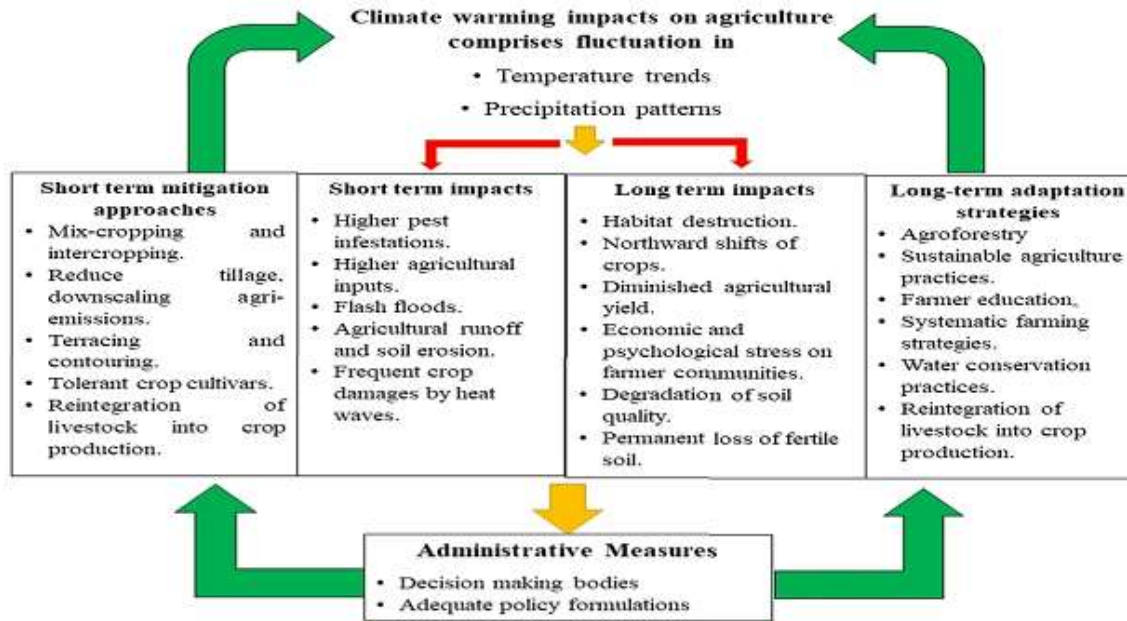 Climate warming impacts on agriculture
comprises fluctuation in
• Temperature trends
• Precipitation patterns
Short term mitigation
approaches
• Mix-cropping and
intercropping.
• Reduce tillage,
downscaling agri-
emissions.
• Terracing and
contouring.
• Tolerant crop cultivars.
• Reintegration of
livestock into crop
production.
Short term impacts
• Higher pest
infestations.
• Higher agricultural
inputs.
• Flash floods.
• Agricultural runoff
and soil erosion.
• Frequent crop
damages by heat
waves.
Long term impacts
• Habitat destruction.
• Northward shifts of
crops.
• Diminished agricultural
yield.
• Economic and
psychological stress on
farmer communities.
• Degradation of soil
quality.
• Permanent loss of fertile
soil.
Long-term adaptation
strategies
• Agroforestry
• Sustainable agriculture
practices.
• Farmer education,
• Systematic farming
strategies.
• Water conservation
practices.
• Reintegration of
livestock into crop
production.
Administrative Measures
• Decision making bodies
• Adequate policy formulations